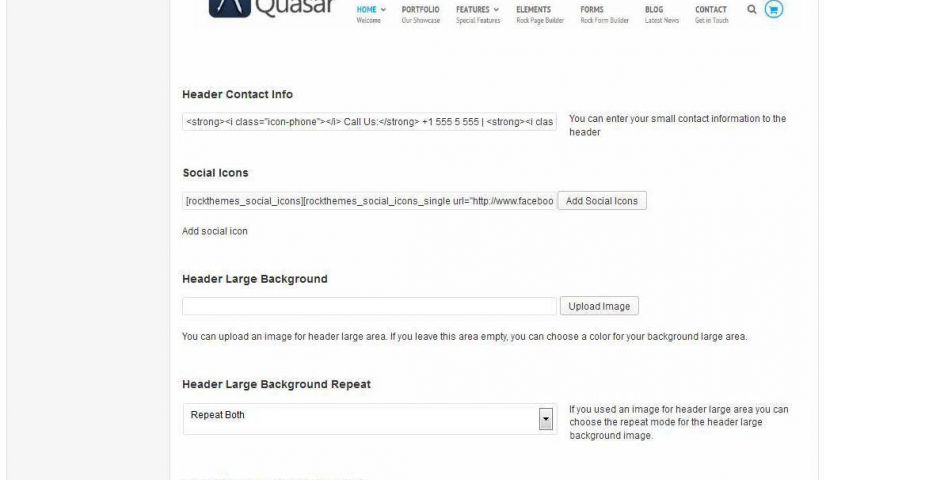 Quasar
HOME PORTFOLIO FEATURES ELEMENTS FORMS BLOG CONTACT
Welcome Our Showcase Special Features Rock Page Builder Rock Form Builder Latest News Get in Touch
Header Contact Info
<strong><i class="icon-phone"></i> Call Us:</strong> +1 555 5 555 | <strong><i clas
You can enter your small contact information to the
header
Social Icons
[rockthemes_social_icons][rockthemes_social_icons_single url="http://www.faceboo
Add Social Icons
Add social icon
Header Large Background
Upload Image
You can upload an image for header large area. If you leave this area empty, you can choose a color for your background large area.
Header Large Background Repeat
Repeat Both
If you used an image for header large area you can
choose the repeat mode for the header large
background image.